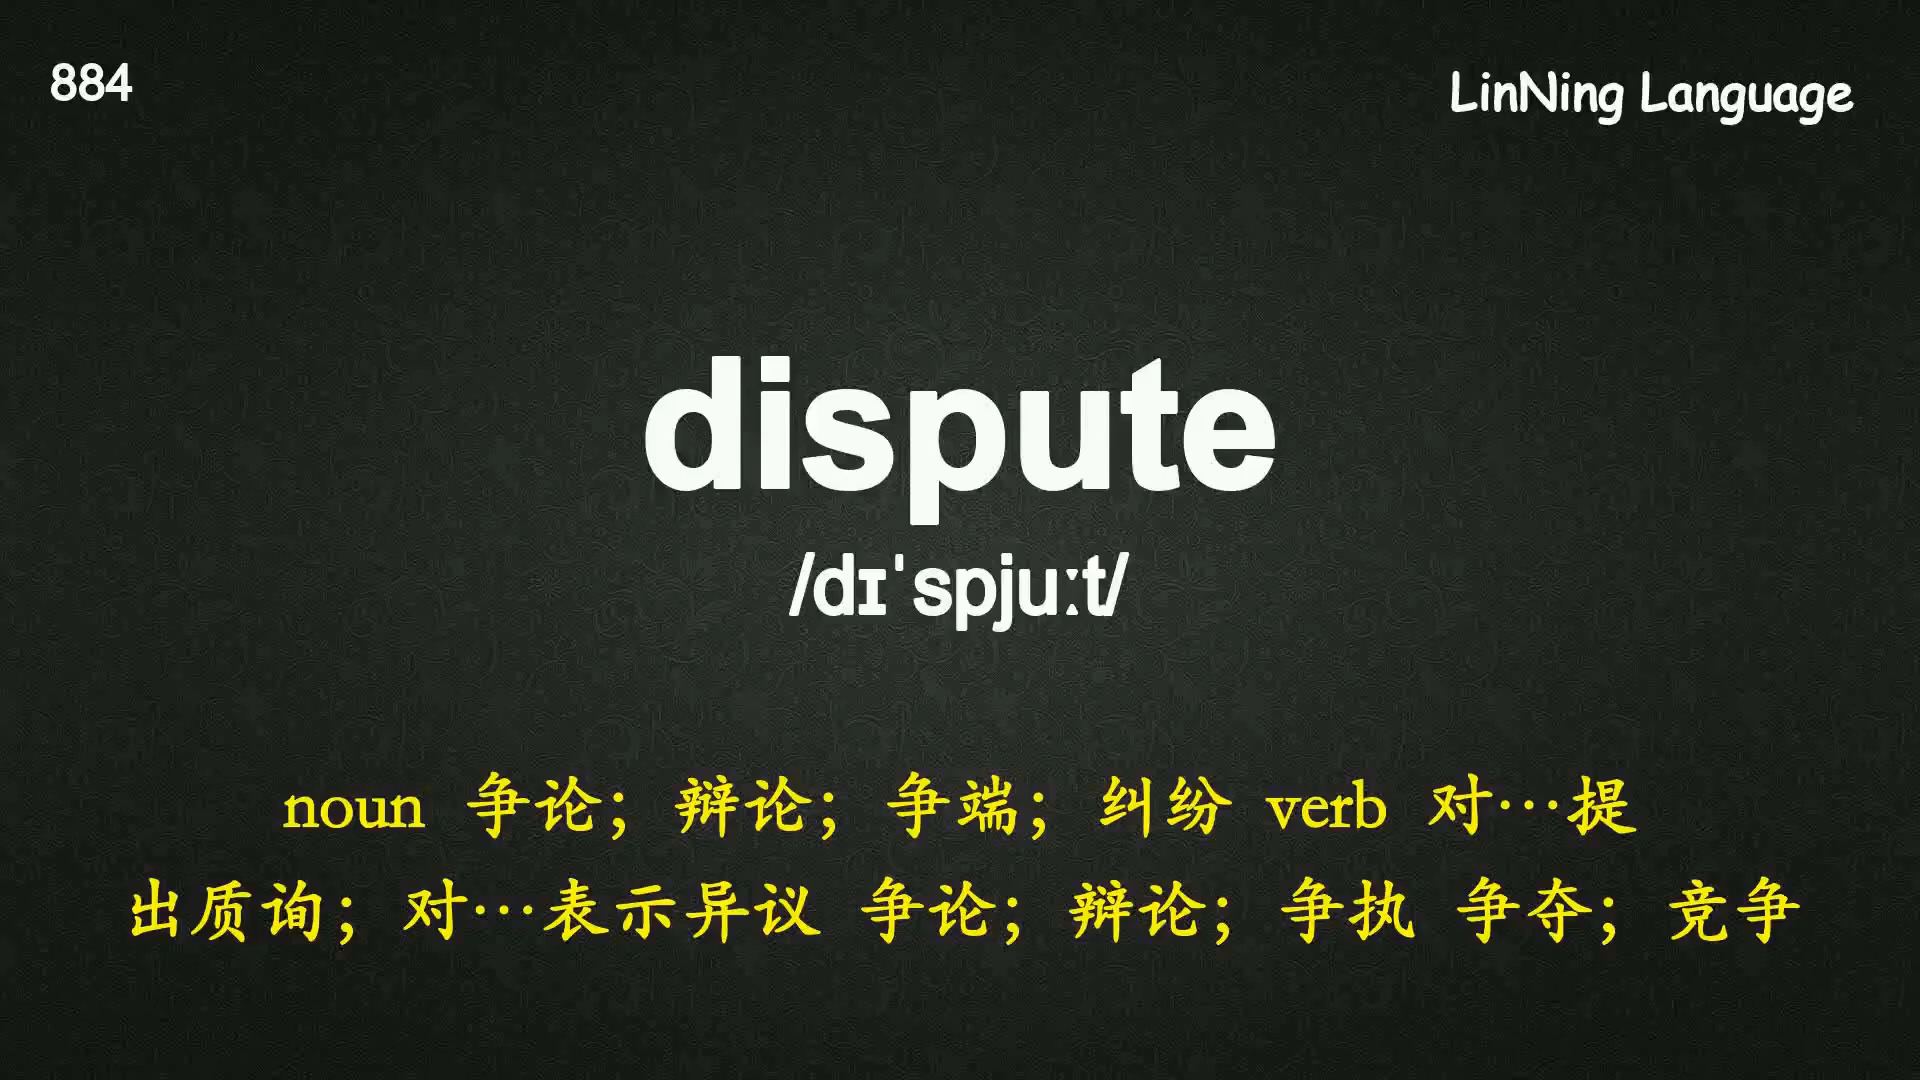 884
LinNing Language
dispute
/dɪˈspjuːt/
noun 争论；辩论；争端；纠纷 verb 对…提
出质询；对…表示异议 争论；辩论；争执 争夺；竞争